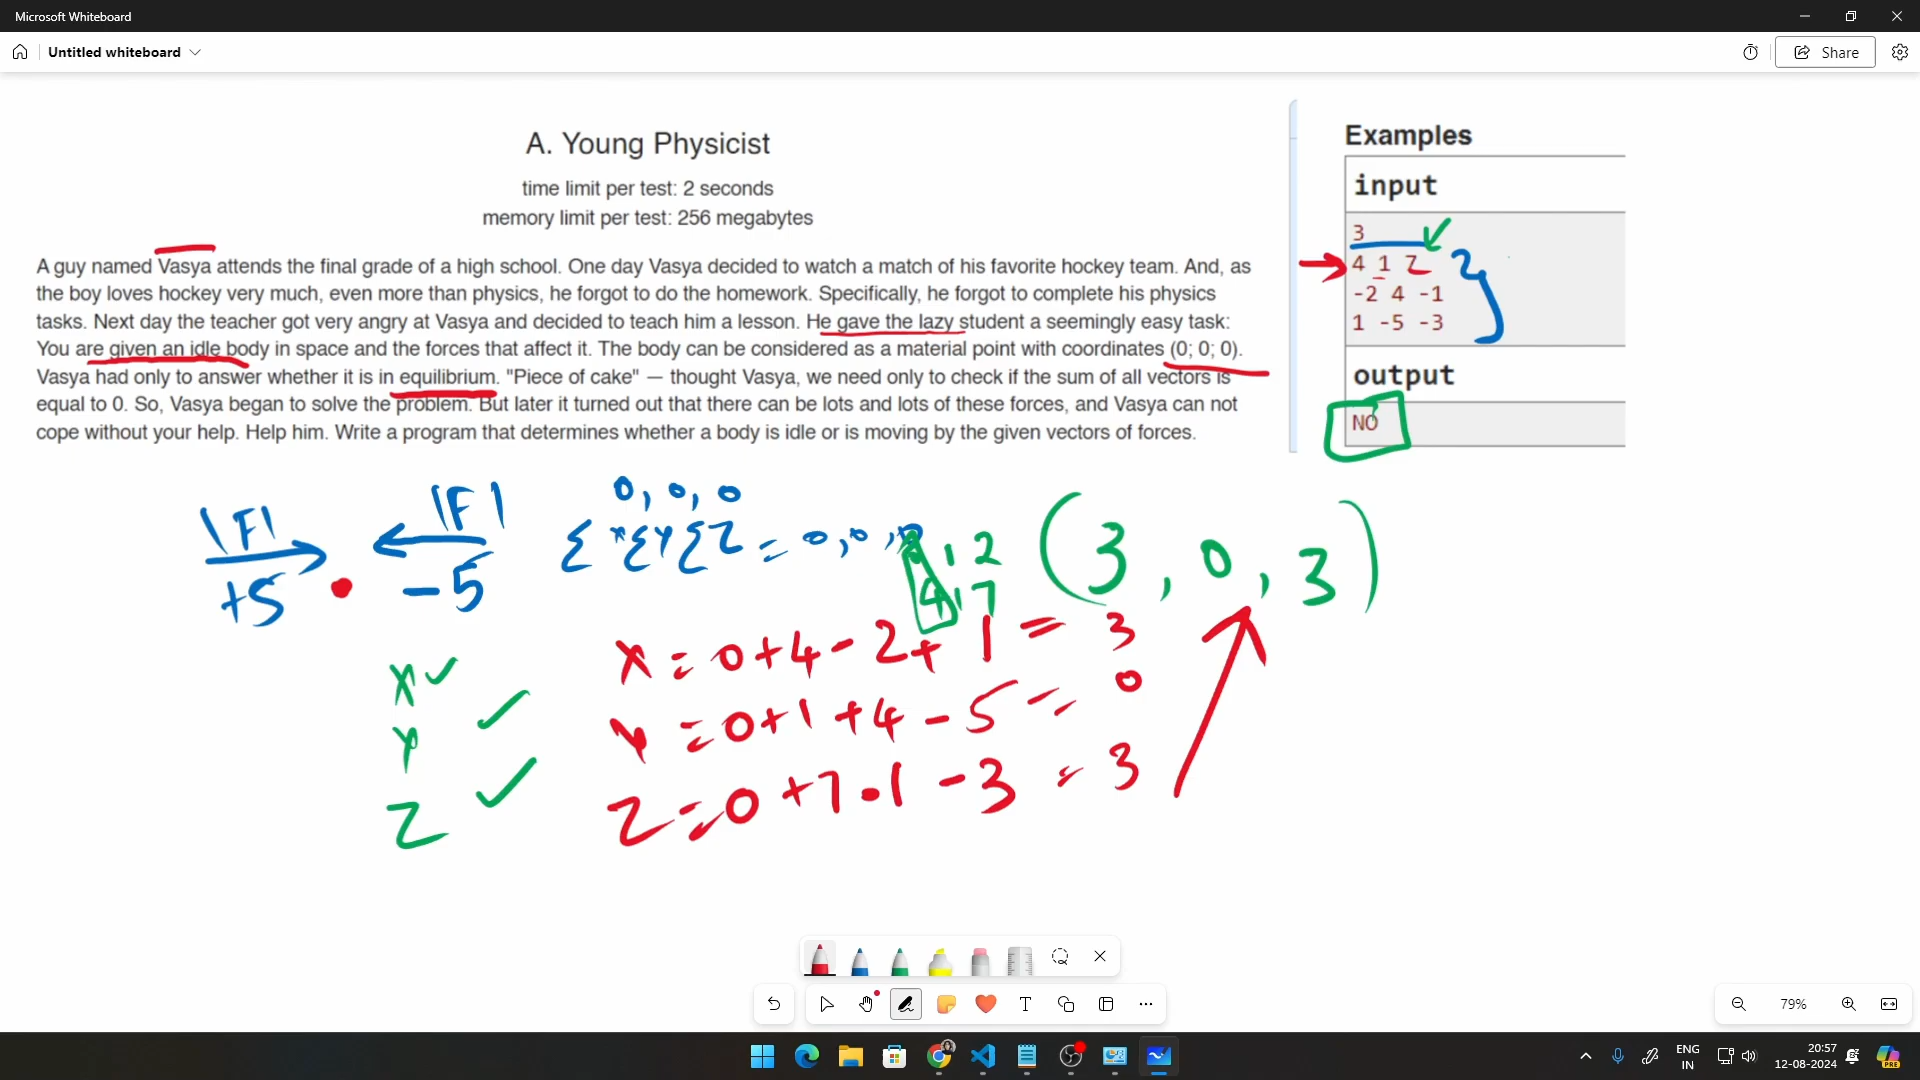 Microsoft Whiteboard
Untitled whiteboard
Share
A. Young Physicist
time limit per test: 2 seconds
memory limit per test: 256 megabytes
A guy named Vasya attends the final grade of a high school. One day Vasya decided to watch a match of his favorite hockey team. And, as
the boy loves hockey very much, even more than physics, he forgot to do the homework. Specifically, he forgot to complete his physics
tasks. Next day the teacher got very angry at Vasya and decided to teach him a lesson. He gave the lazy student a seemingly easy task:
You are given an idle body in space and the forces that affect it. The body can be considered as a material point with coordinates (0; 0; 0).
Vasya had only to answer whether it is in equilibrium. "Piece of cake" — thought Vasya, we need only to check if the sum of all vectors is
equal to 0. So, Vasya began to solve the problem. But later it turned out that there can be lots and lots of these forces, and Vasya can not
cope without your help. Help him. Write a program that determines whether a body is idle or is moving by the given vectors of forces.
Examples
input
3
4 1 7
-2 4 -1
1 -5 -3
output
NO
|F| |F|
+5 -5
0, 0, 0
= 0, 0,
, 2
4, 7
(3, 0, 3)
x = 0+4-2+1 = 3
y = 0+1+4-5 = 0
z = 0+7-1-3 = 3
x
y
z
79%
ENG
IN
20:57
12-08-2024
PRE